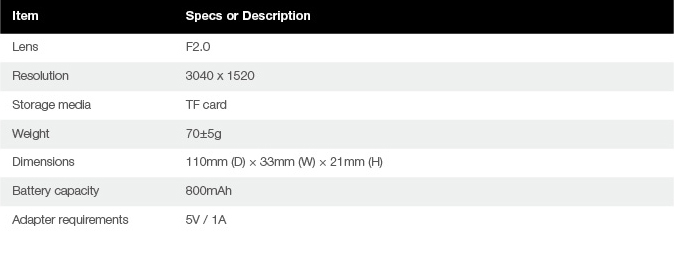 Item Specs or Description
Lens F2.0
Resolution 3040 x 1520
Storage media TF card
Weight 70±5g
Dimensions 110mm (D) × 33mm (W) × 21mm (H)
Battery capacity 800mAh
Adapter requirements 5V / 1A